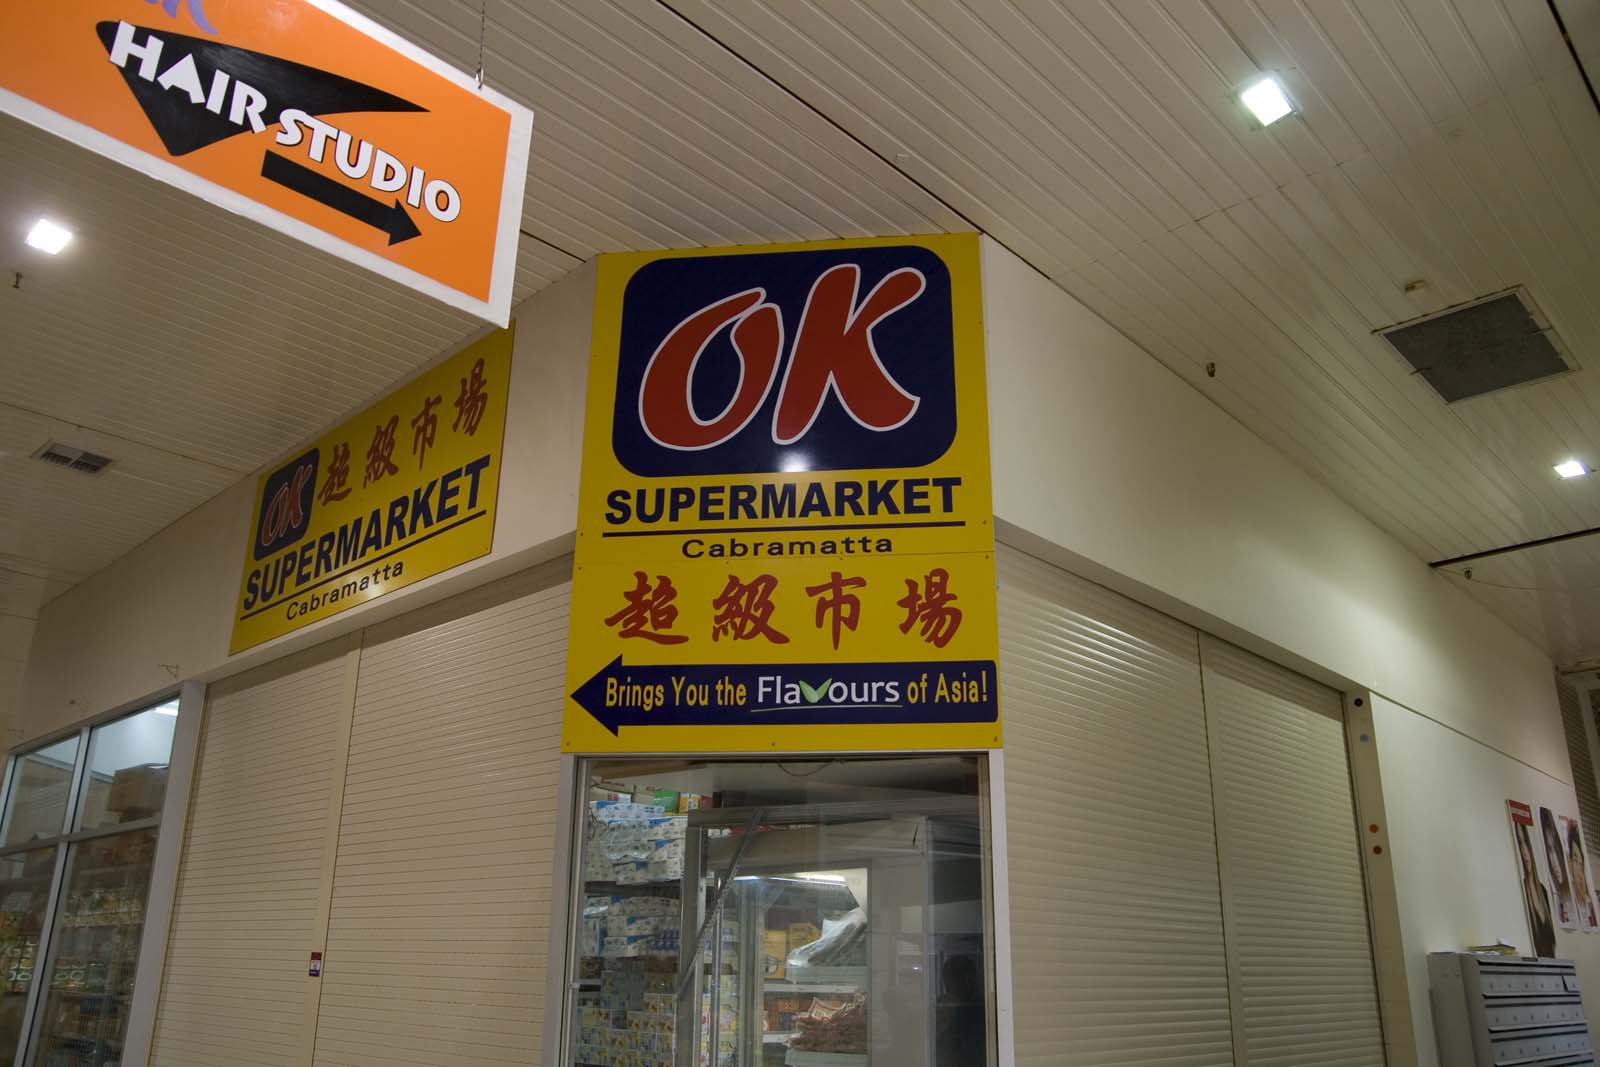 HAIR STUDIO
OK 超級市場
SUPERMARKET
Cabramatta
OK
SUPERMARKET
Cabramatta
超級市場
Brings You the Flavours of Asia!